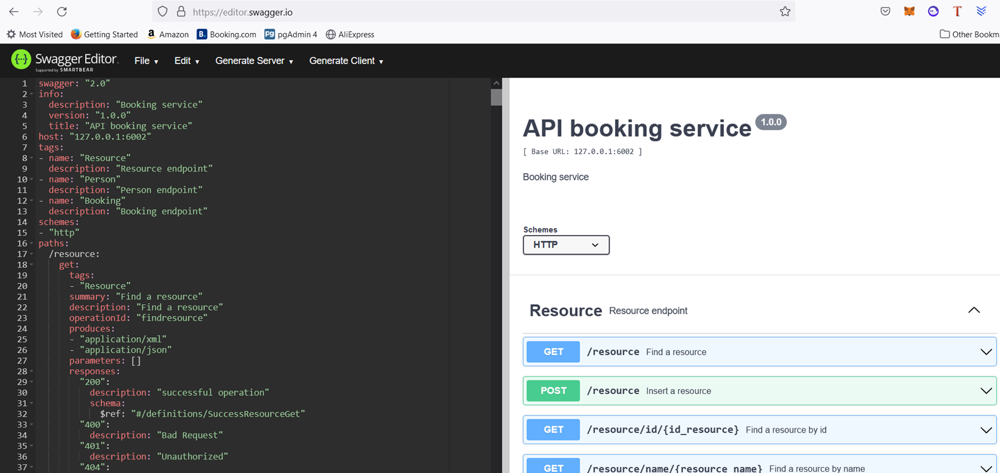 https://editor.swagger.io
Most Visited Getting Started Amazon B. Booking.com pg pgAdmin 4 AliExpress Other Bookm
{··} Swagger Editor. File ▾ Edit ▾ Generate Server ▾ Generate Client ▾
Supported by SMARTBEAR
1 swagger: "2.0"
2 info:
3   description: "Booking service"
4   version: "1.0.0"
5   title: "API booking service"
6 host: "127.0.0.1:6002"
7 tags:
8 - name: "Resource"
9   description: "Resource endpoint"
10 - name: "Person"
11   description: "Person endpoint"
12 - name: "Booking"
13   description: "Booking endpoint"
14 schemes:
15 - "http"
16 paths:
17   /resource:
18     get:
19       tags:
20       - "Resource"
21       summary: "Find a resource"
22       description: "Find a resource"
23       operationId: "findresource"
24       produces:
25       - "application/xml"
26       - "application/json"
27       parameters: []
28       responses:
29         "200":
30           description: "successful operation"
31           schema:
32             $ref: "#/definitions/SuccessResourceGet"
33         "400":
34           description: "Bad Request"
35         "401":
36           description: "Unauthorized"
37         "404":
API booking service 1.0.0
[ Base URL: 127.0.0.1:6002 ]
Booking service
Schemes
HTTP
Resource Resource endpoint
GET /resource Find a resource
POST /resource Insert a resource
GET /resource/id/{id_resource} Find a resource by id
GET /resource/name/{resource_name} Find a resource by name